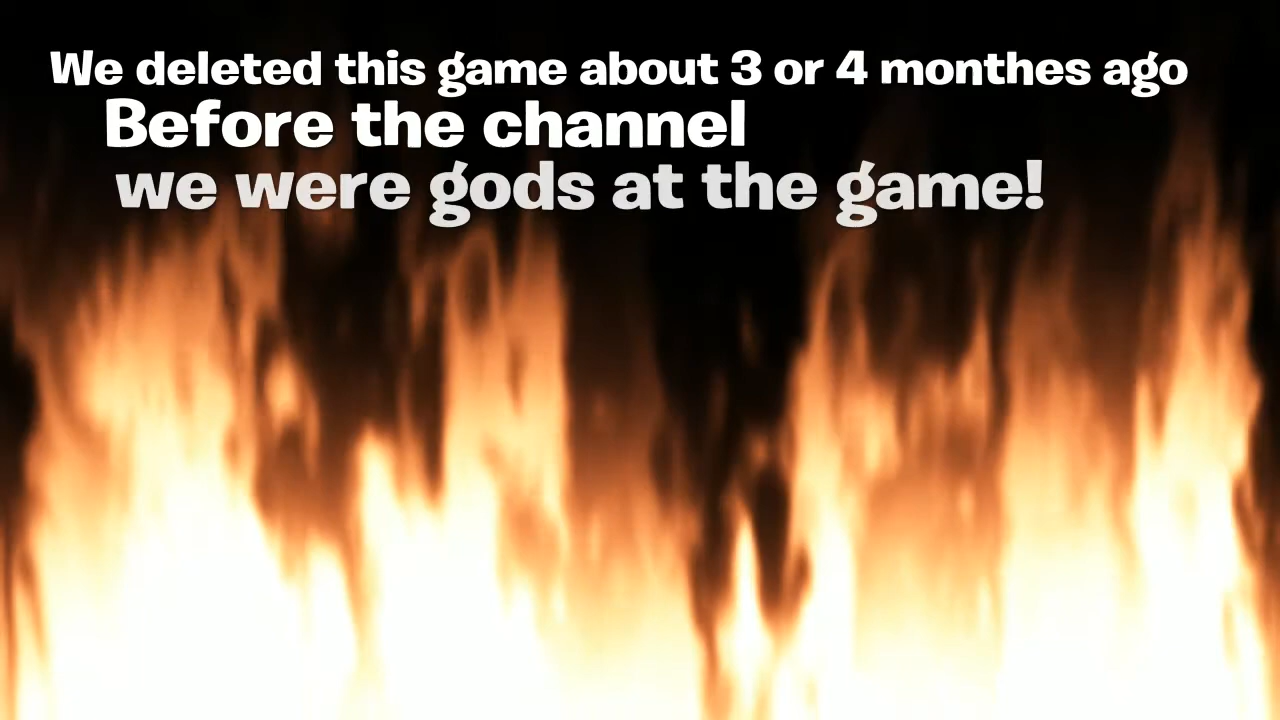 We deleted this game about 3 or 4 monthes ago
Before the channel
we were gods at the game!